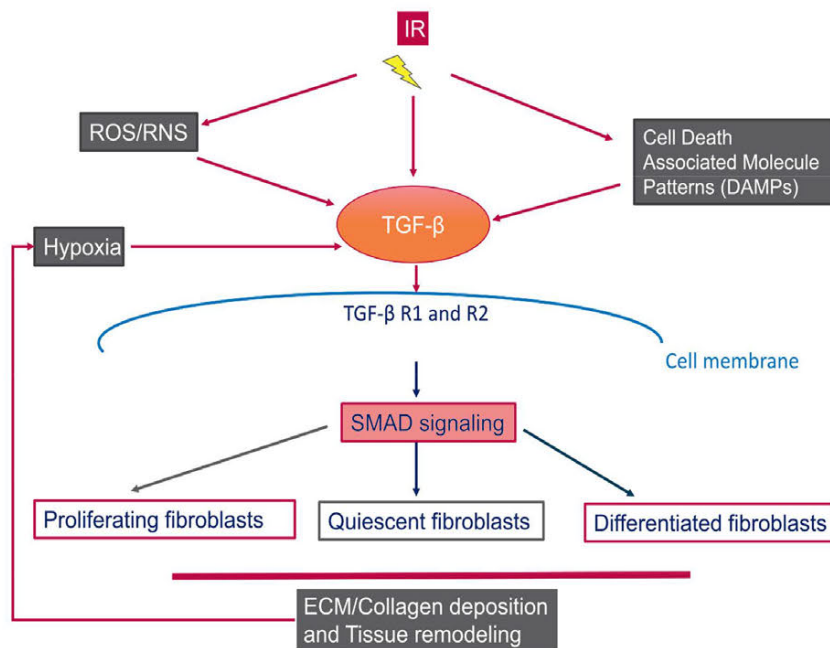 IR
ROS/RNS
Cell Death
Associated Molecule
Patterns (DAMPs)
TGF-β
Hypoxia
TGF-β R1 and R2
Cell membrane
SMAD signaling
Proliferating fibroblasts
Quiescent fibroblasts
Differentiated fibroblasts
ECM/Collagen deposition
and Tissue remodeling